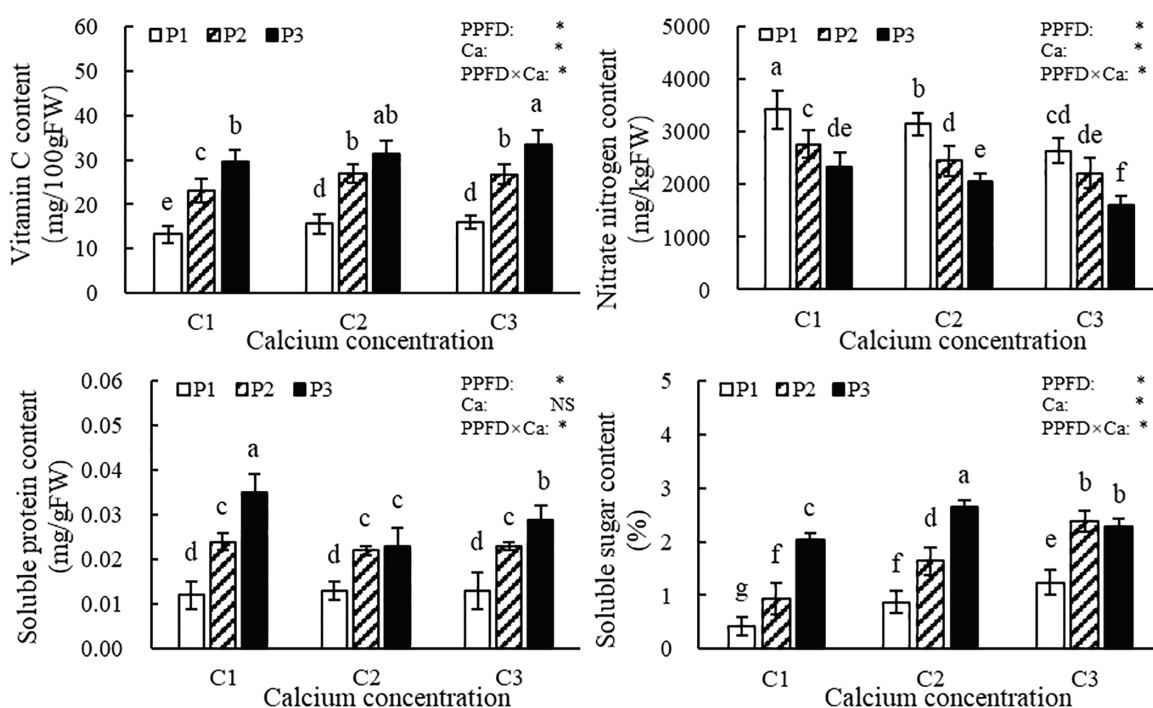 Vitamin C content
(mg/100gFW)
60
50
40
30
20
10
0
P1 P2 P3
PPFD: *
Ca: *
PPFD×Ca: *
e c b
d b ab
d b a
C1 C2 C3
Calcium concentration
Nitrate nitrogen content
(mg/kgFW)
5000
4000
3000
2000
1000
0
P1 P2 P3
PPFD: *
Ca: *
PPFD×Ca: *
a c de
b d e
cd de f
C1 C2 C3
Calcium concentration
Soluble protein content
(mg/gFW)
0.06
0.05
0.04
0.03
0.02
0.01
0.00
P1 P2 P3
PPFD: *
Ca: NS
PPFD×Ca: *
d c a
d c c
d c b
C1 C2 C3
Calcium concentration
Soluble sugar content
(%)
5
4
3
2
1
0
P1 P2 P3
PPFD: *
Ca: *
PPFD×Ca: *
g f c
f d a
e b b
C1 C2 C3
Calcium concentration